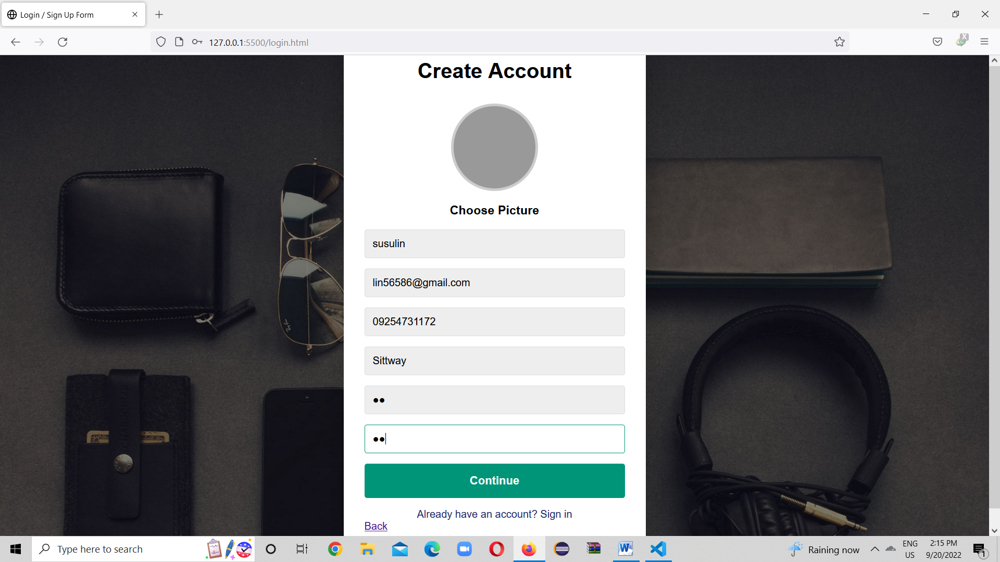 Login / Sign Up Form
127.0.0.1:5500/login.html
Create Account
Choose Picture
susulin
lin56586@gmail.com
09254731172
Sittway
••
••
Continue
Already have an account? Sign in
Back
Type here to search
Raining now
ENG
US
2:15 PM
9/20/2022
1